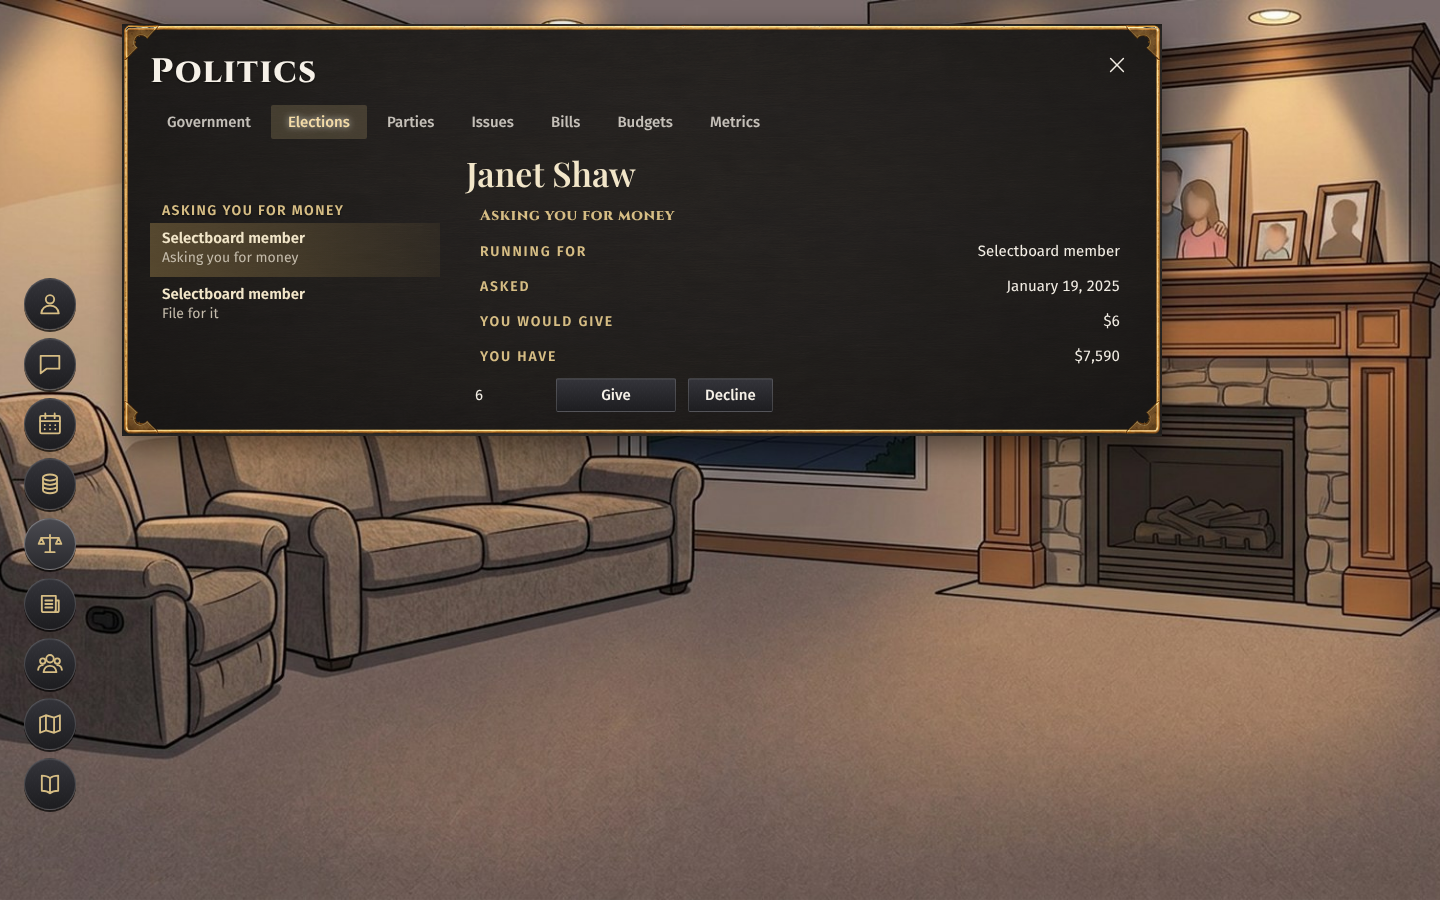 Politics
Government Elections Parties Issues Bills Budgets Metrics
ASKING YOU FOR MONEY
Selectboard member
Asking you for money
Selectboard member
File for it
Janet Shaw
Asking you for money
RUNNING FOR Selectboard member
ASKED January 19, 2025
YOU WOULD GIVE $6
YOU HAVE $7,590
6 Give Decline